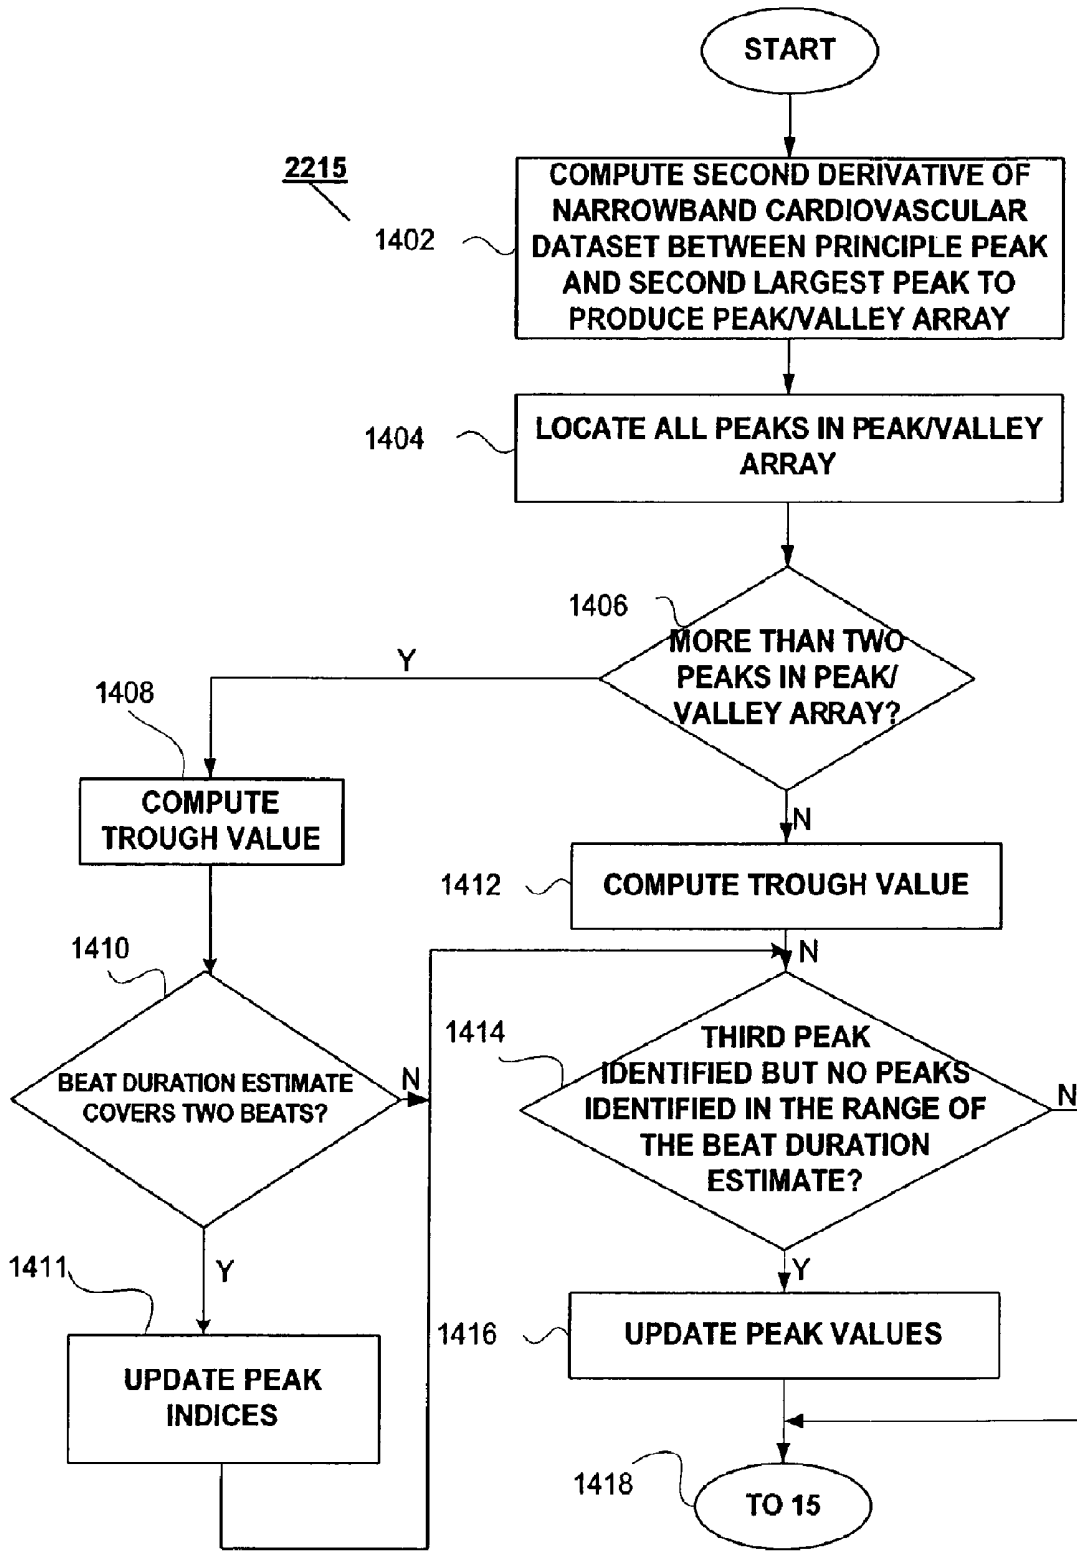 START
2215
1402
COMPUTE SECOND DERIVATIVE OF
NARROWBAND CARDIOVASCULAR
DATASET BETWEEN PRINCIPLE PEAK
AND SECOND LARGEST PEAK TO
PRODUCE PEAK/VALLEY ARRAY
1404
LOCATE ALL PEAKS IN PEAK/VALLEY
ARRAY
1406
MORE THAN TWO
PEAKS IN PEAK/
VALLEY ARRAY?
Y
N
1408
COMPUTE
TROUGH VALUE
1412
COMPUTE TROUGH VALUE
N
1410
BEAT DURATION ESTIMATE
COVERS TWO BEATS?
N
Y
1414
THIRD PEAK
IDENTIFIED BUT NO PEAKS
IDENTIFIED IN THE RANGE OF
THE BEAT DURATION
ESTIMATE?
N
Y
1411
UPDATE PEAK
INDICES
1416
UPDATE PEAK VALUES
1418
TO 15